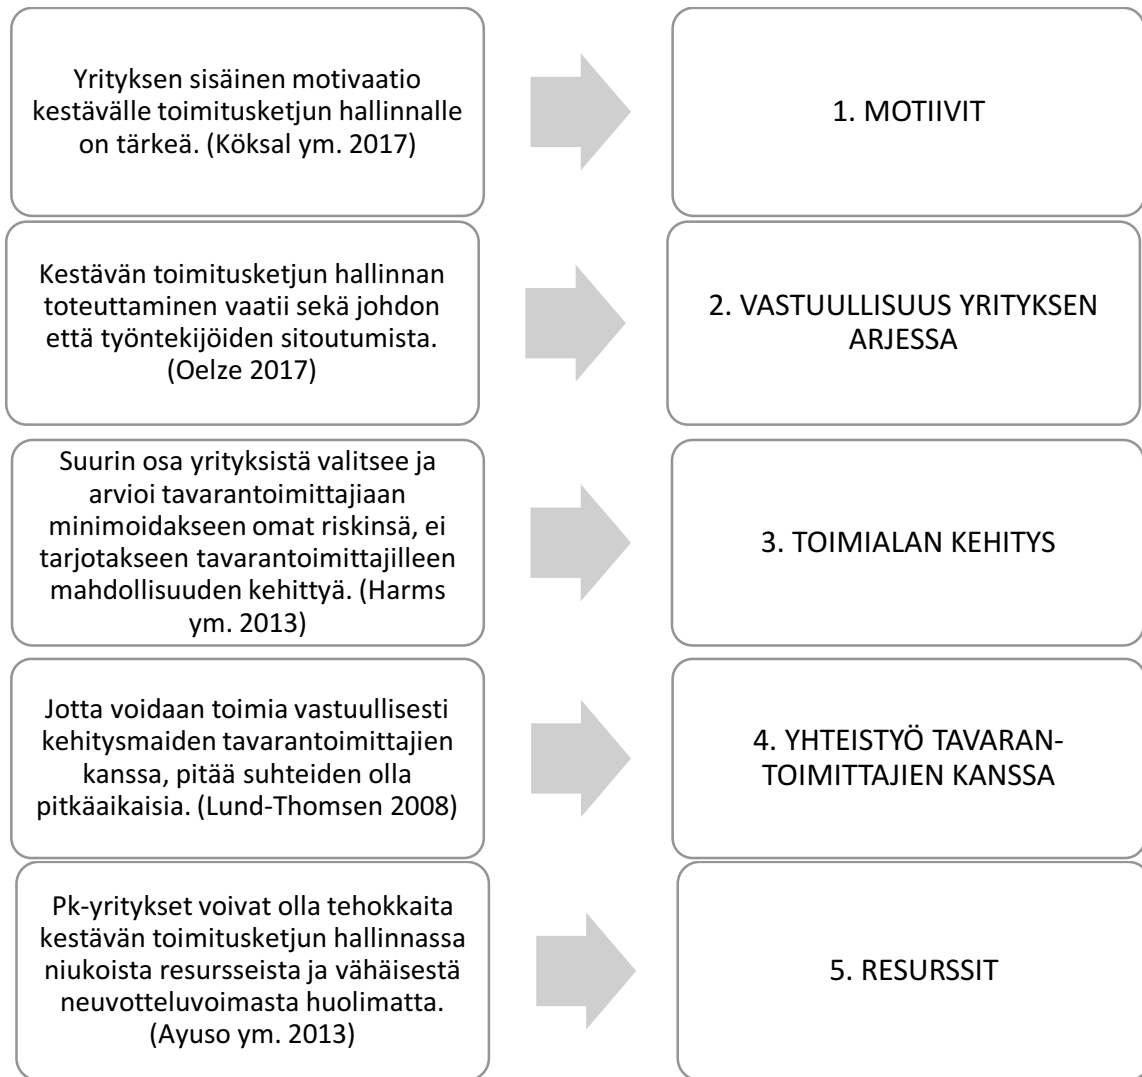 Yrityksen sisäinen motivaatio
kestävälle toimitusketjun hallinnalle
on tärkeä. (Köksal ym. 2017)
1. MOTIIVIT
Kestävän toimitusketjun hallinnan
toteuttaminen vaatii sekä johdon
että työntekijöiden sitoutumista.
(Oelze 2017)
2. VASTUULLISUUS YRITYKSEN
ARJESSA
Suurin osa yrityksistä valitsee ja
arvioi tavarantoimittajiaan
minimoidakseen omat riskinsä, ei
tarjotakseen tavarantoimittajilleen
mahdollisuuden kehittyä. (Harms
ym. 2013)
3. TOIMIALAN KEHITYS
Jotta voidaan toimia vastuullisesti
kehitysmaiden tavarantoimittajien
kanssa, pitää suhteiden olla
pitkäaikaisia. (Lund-Thomsen 2008)
4. YHTEISTYÖ TAVARAN-
TOIMITTAJIEN KANSSA
Pk-yritykset voivat olla tehokkaita
kestävän toimitusketjun hallinnassa
niukoista resursseista ja vähäisestä
neuvotteluvoimasta huolimatta.
(Ayuso ym. 2013)
5. RESURSSIT